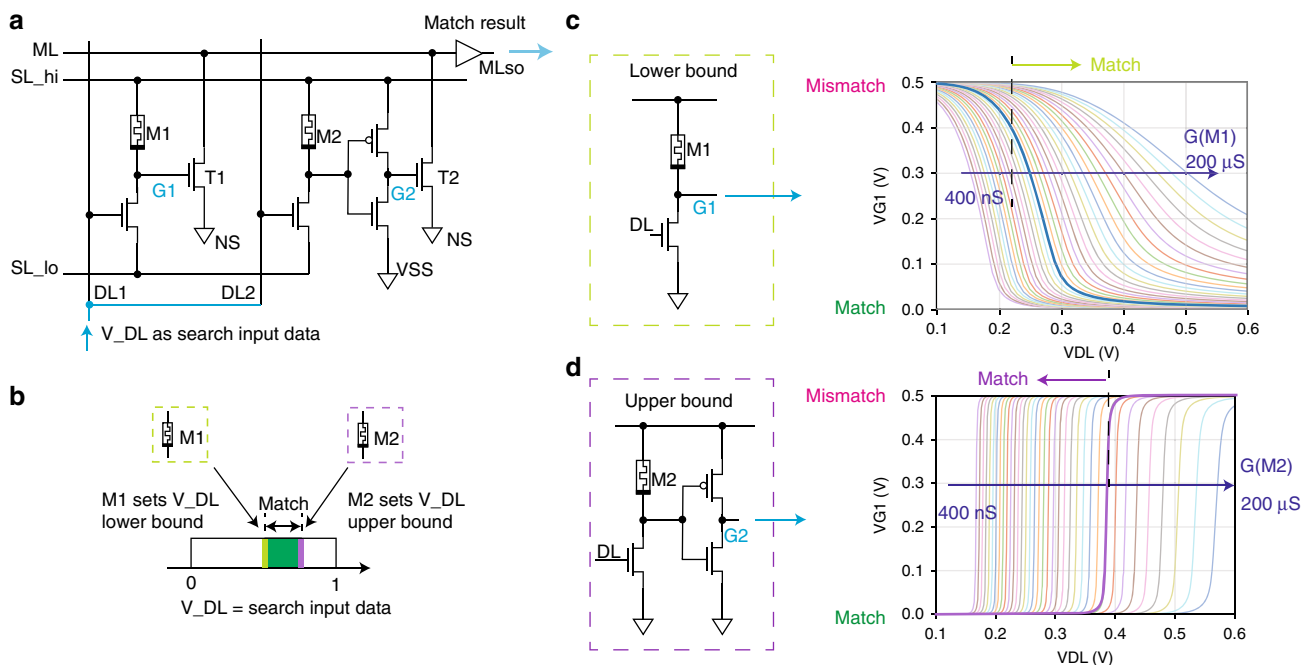 a
Match result
ML
MLso
SL_hi
M1
M2
G1
T1
G2
T2
NS
NS
SL_lo
VSS
DL1
DL2
V_DL as search input data
b
M1
M2
M1 sets V_DL
lower bound
Match
M2 sets V_DL
upper bound
0
1
V_DL = search input data
c
Lower bound
M1
G1
DL
Match
Mismatch
Match
0.5
0.4
0.3
0.2
0.1
0.0
VG1 (V)
G(M1)
200 µS
400 nS
0.1
0.2
0.3
0.4
0.5
0.6
VDL (V)
d
Upper bound
M2
G2
DL
Match
Mismatch
Match
0.5
0.4
0.3
0.2
0.1
0.0
VG1 (V)
G(M2)
200 µS
400 nS
0.1
0.2
0.3
0.4
0.5
0.6
VDL (V)